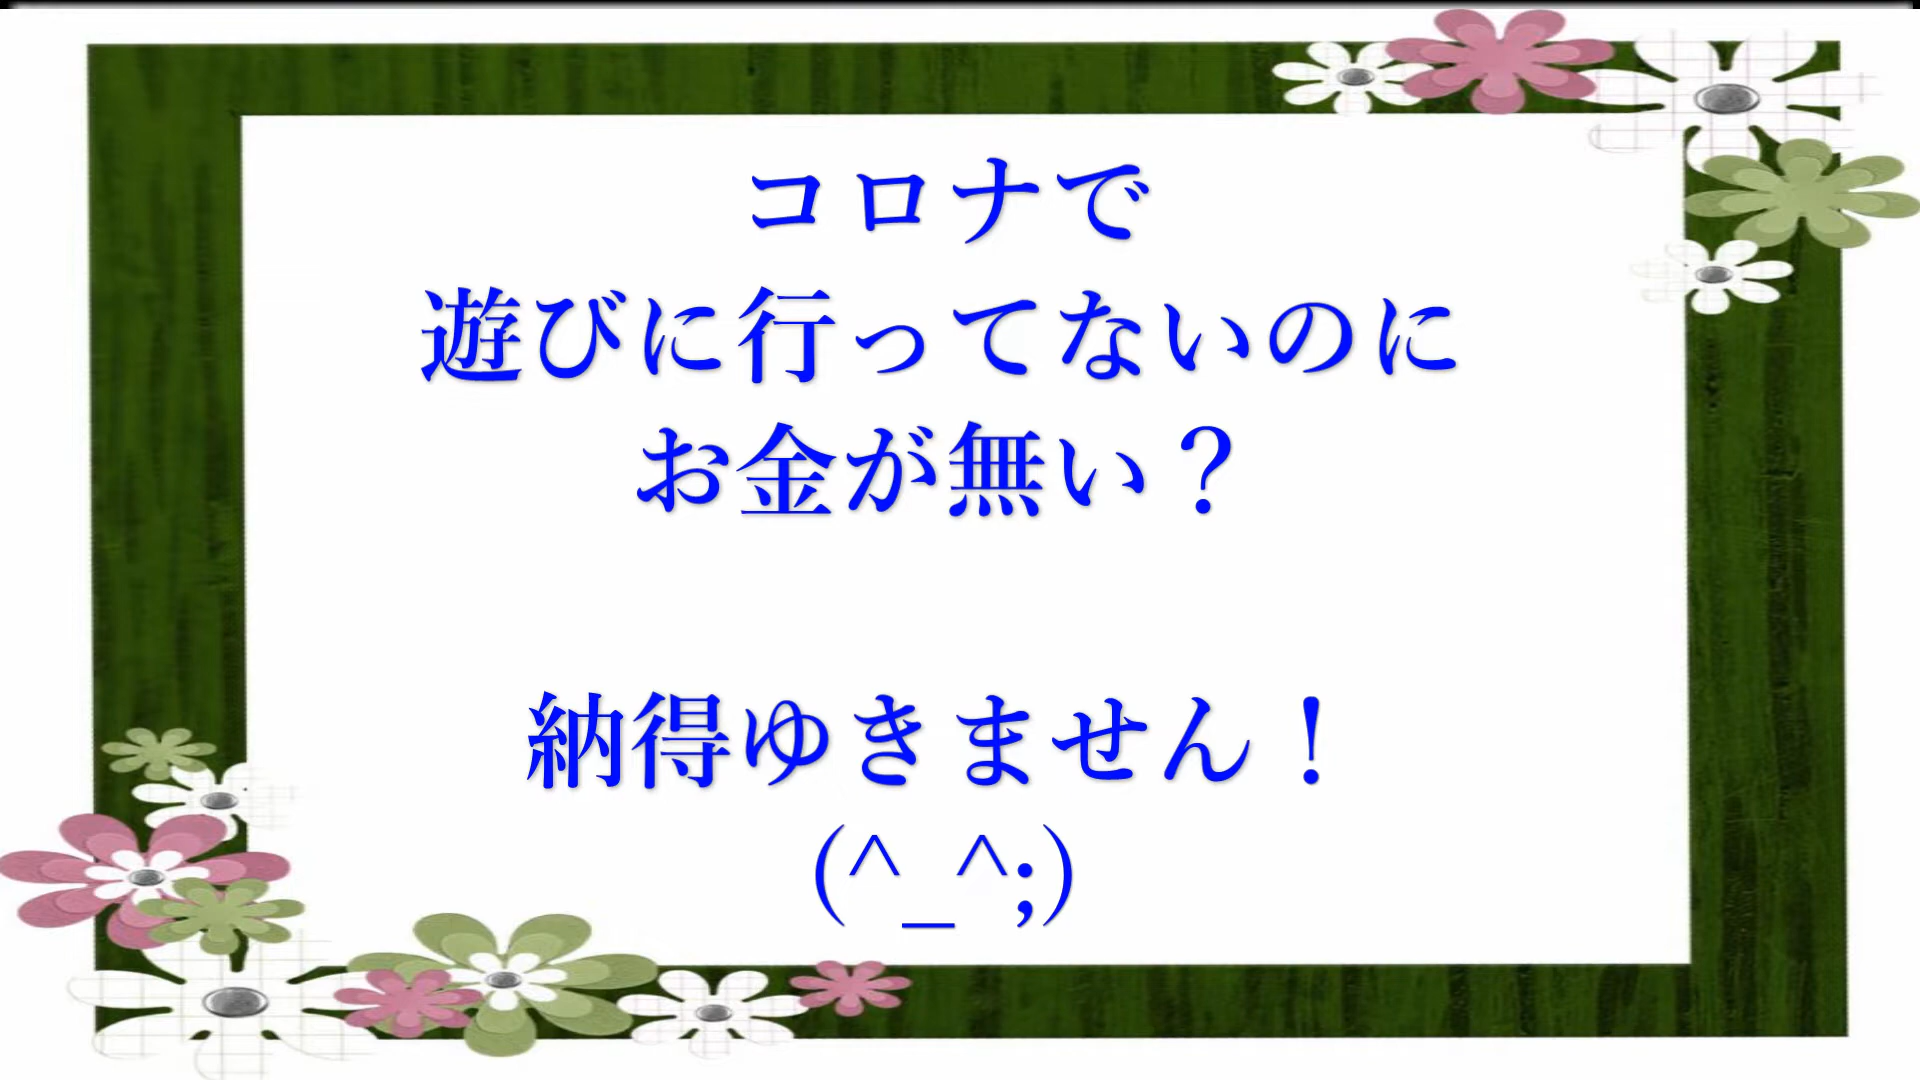 コロナで
遊びに行ってないのに
お金が無い？
納得ゆきません！
(^_^;)